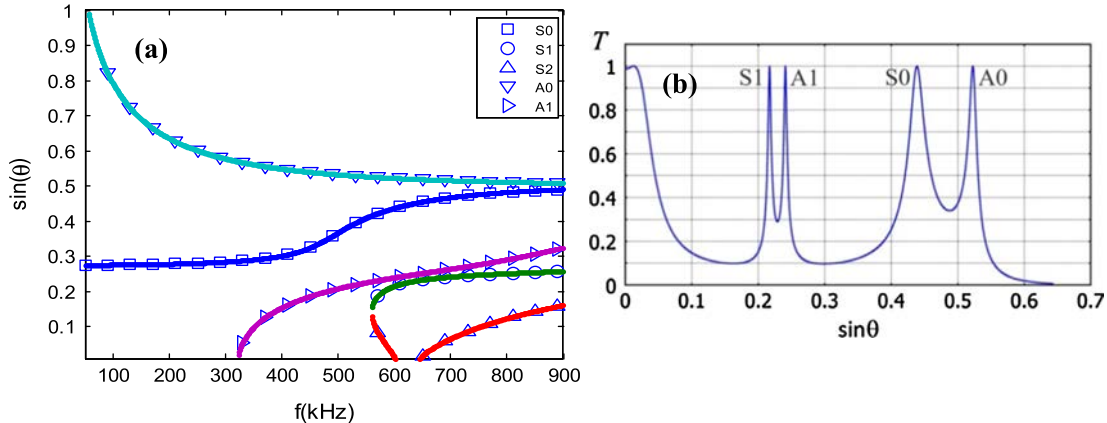 1
0.9
0.8
0.7
0.6
0.5
0.4
0.3
0.2
0.1
sin(θ)
(a)
S0
S1
S2
A0
A1
100 200 300 400 500 600 700 800 900
f(kHz)
T
1
0.8
0.6
0.4
0.2
0
(b)
S1 A1 S0 A0
0 0.1 0.2 0.3 0.4 0.5 0.6 0.7
sinθ